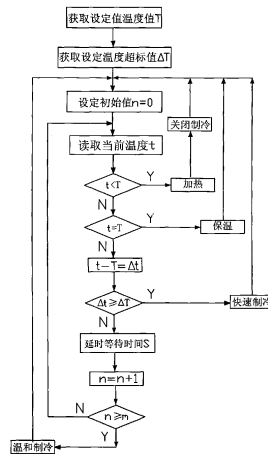 获取设定值温度值T
获取设定温度超标值ΔT
设定初始值n=0
关闭制冷
读取当前温度t
t<T
Y
加热
N
t=T
Y
保温
N
t-T=Δt
Δt≥ΔT
Y
快速制冷
N
延时等待时间S
n=n+1
N
n≥m
Y
温和制冷